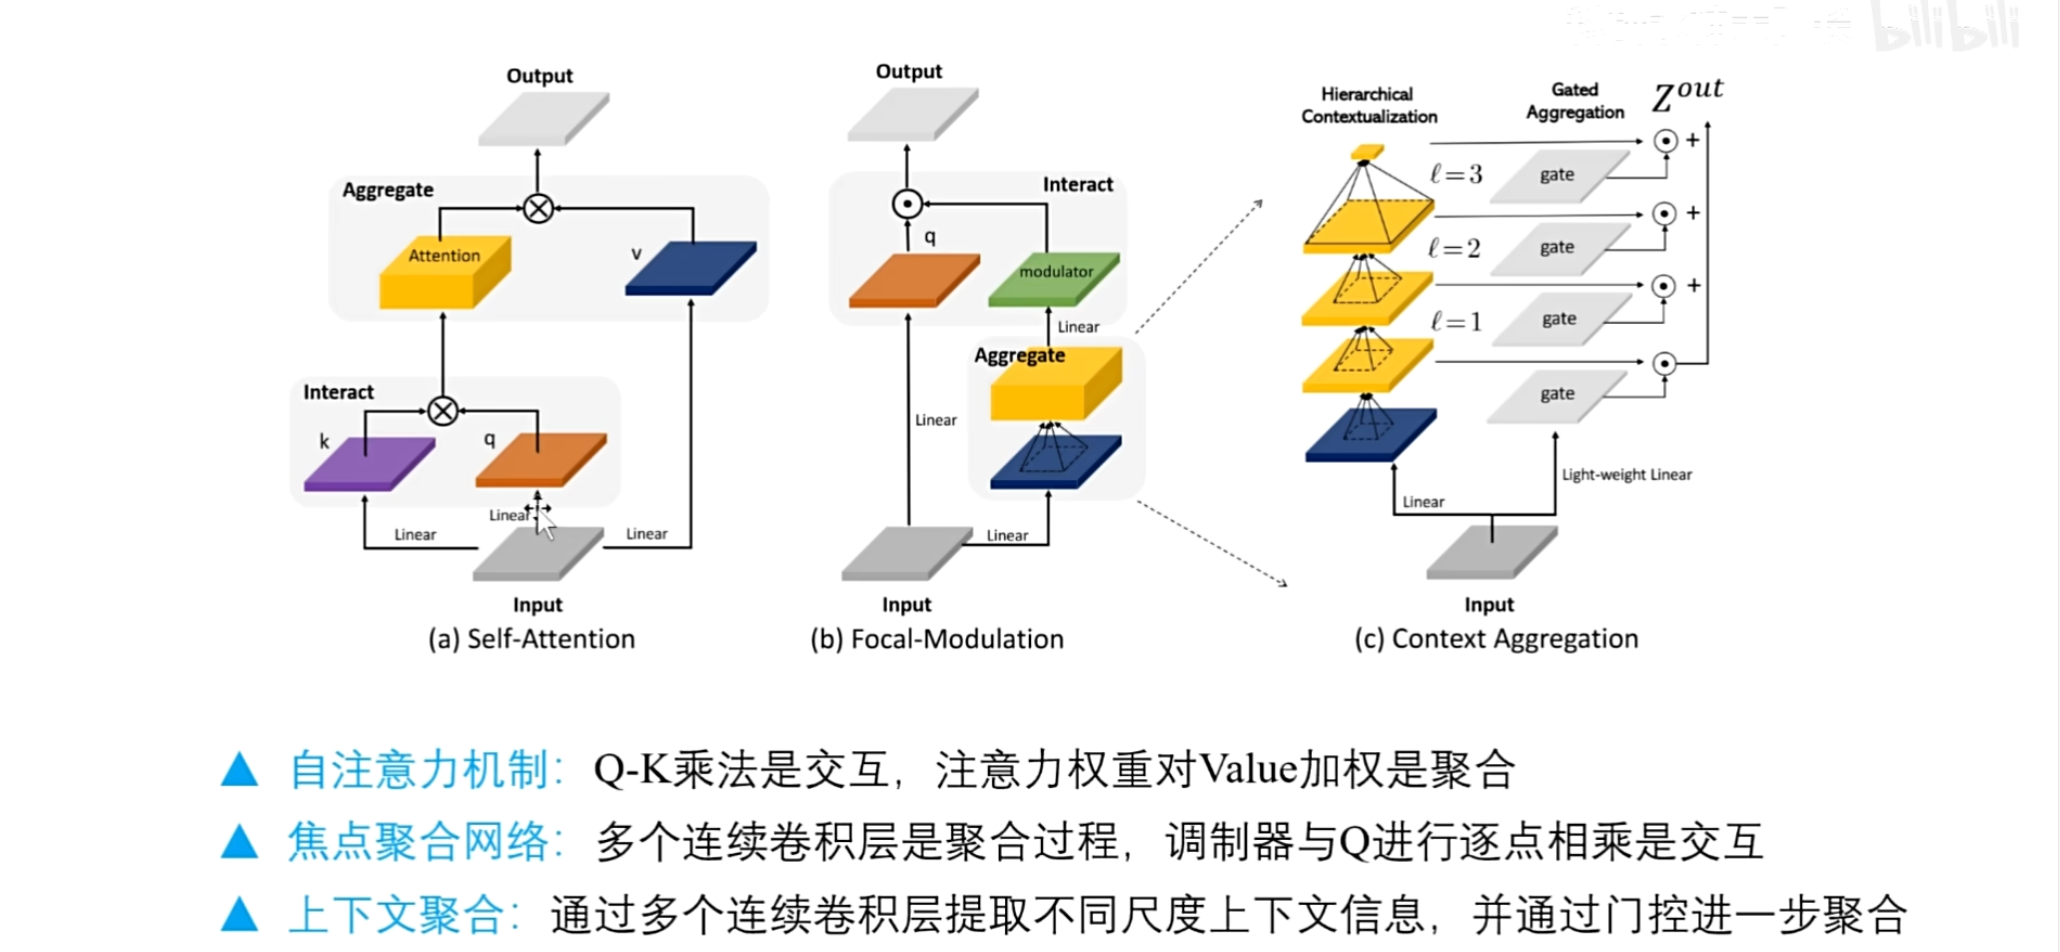 Output
Aggregate
Attention
v
Interact
k
q
Linear
Linear
Linear
Input
(a) Self-Attention
Output
Interact
q
modulator
Linear
Aggregate
Linear
Linear
Input
(b) Focal-Modulation
Hierarchical
Contextualization
Gated
Aggregation
Z^{out}
+
ℓ=3
gate
+
ℓ=2
gate
+
ℓ=1
gate
gate
Light-weight Linear
Linear
Input
(c) Context Aggregation
▲ 自注意力机制：Q-K乘法是交互，注意力权重对Value加权是聚合
▲ 焦点聚合网络：多个连续卷积层是聚合过程，调制器与Q进行逐点相乘是交互
▲ 上下文聚合：通过多个连续卷积层提取不同尺度上下文信息，并通过门控进一步聚合
bilibili